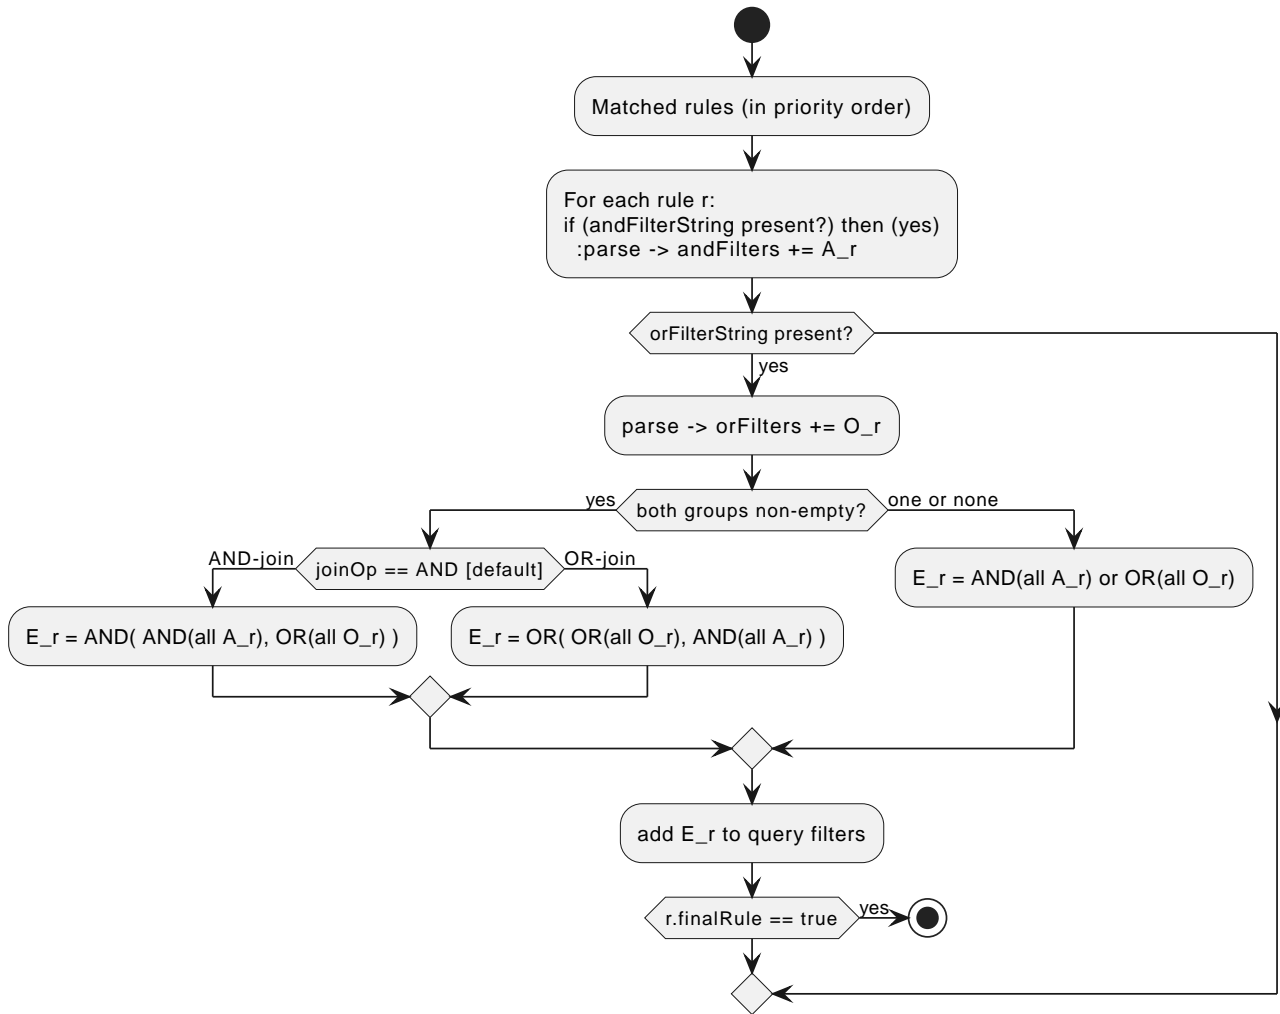 Matched rules (in priority order)
For each rule r:
if (andFilterString present?) then (yes)
:parse -> andFilters += A_r
orFilterString present?
yes
parse -> orFilters += O_r
yes
both groups non-empty?
one or none
AND-join
joinOp == AND [default]
OR-join
E_r = AND(all A_r) or OR(all O_r)
E_r = AND( AND(all A_r), OR(all O_r) )
E_r = OR( OR(all O_r), AND(all A_r) )
add E_r to query filters
r.finalRule == true
yes